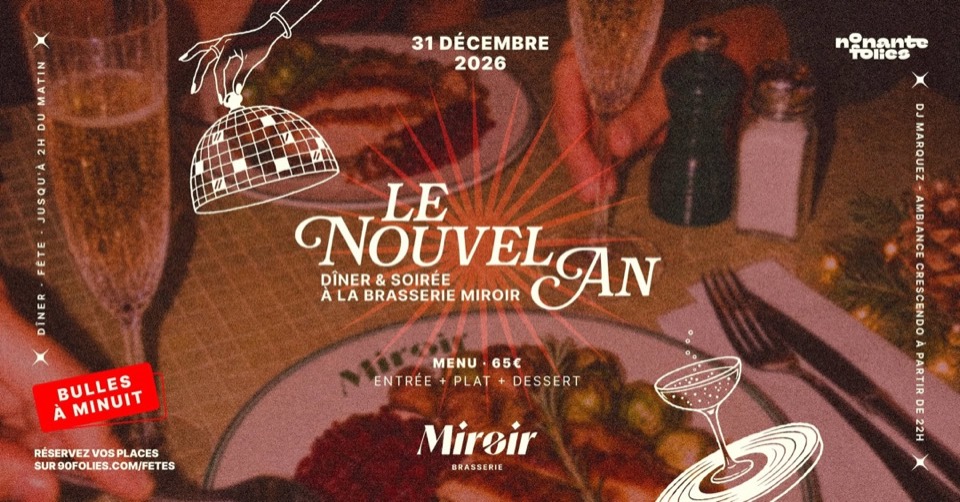 31 DÉCEMBRE
2026
nonante
folies
DÎNER - FÊTE - JUSQU'À 2H DU MATIN
DJ MARQUEZ - AMBIANCE CRESCENDO À PARTIR DE 22H
LE
NOUVEL AN
DÎNER & SOIRÉE
À LA BRASSERIE MIROIR
Miroir
MENU · 65€
ENTRÉE + PLAT + DESSERT
BULLES
À MINUIT
Miroir
BRASSERIE
RÉSERVEZ VOS PLACES
SUR 90FOLIES.COM/FETES